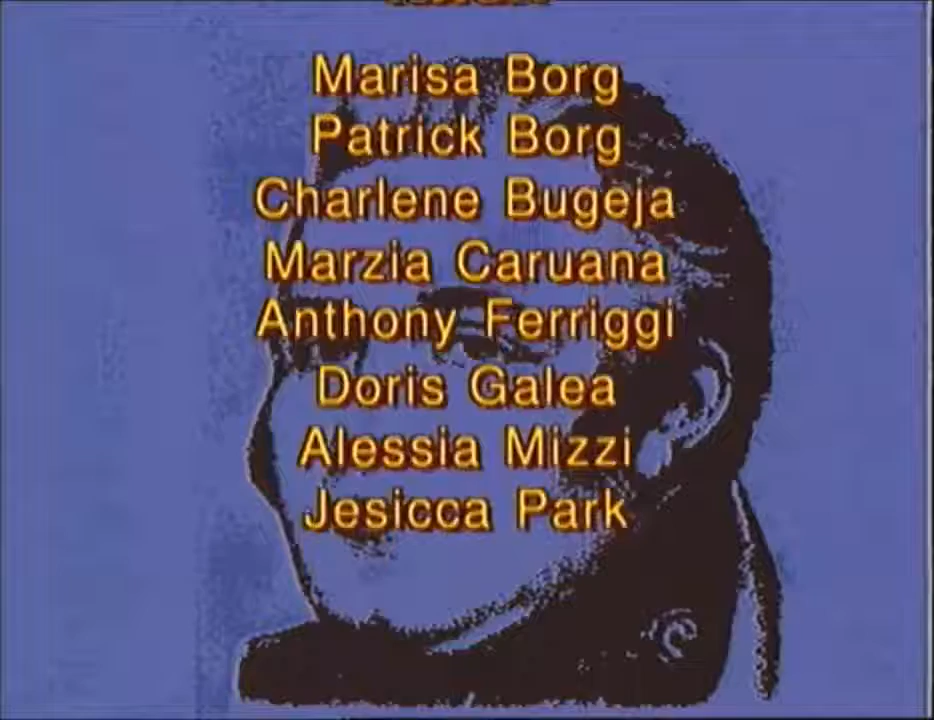 Marisa Borg
Patrick Borg
Charlene Bugeja
Marzia Caruana
Anthony Ferriggi
Doris Galea
Alessia Mizzi
Jesicca Park